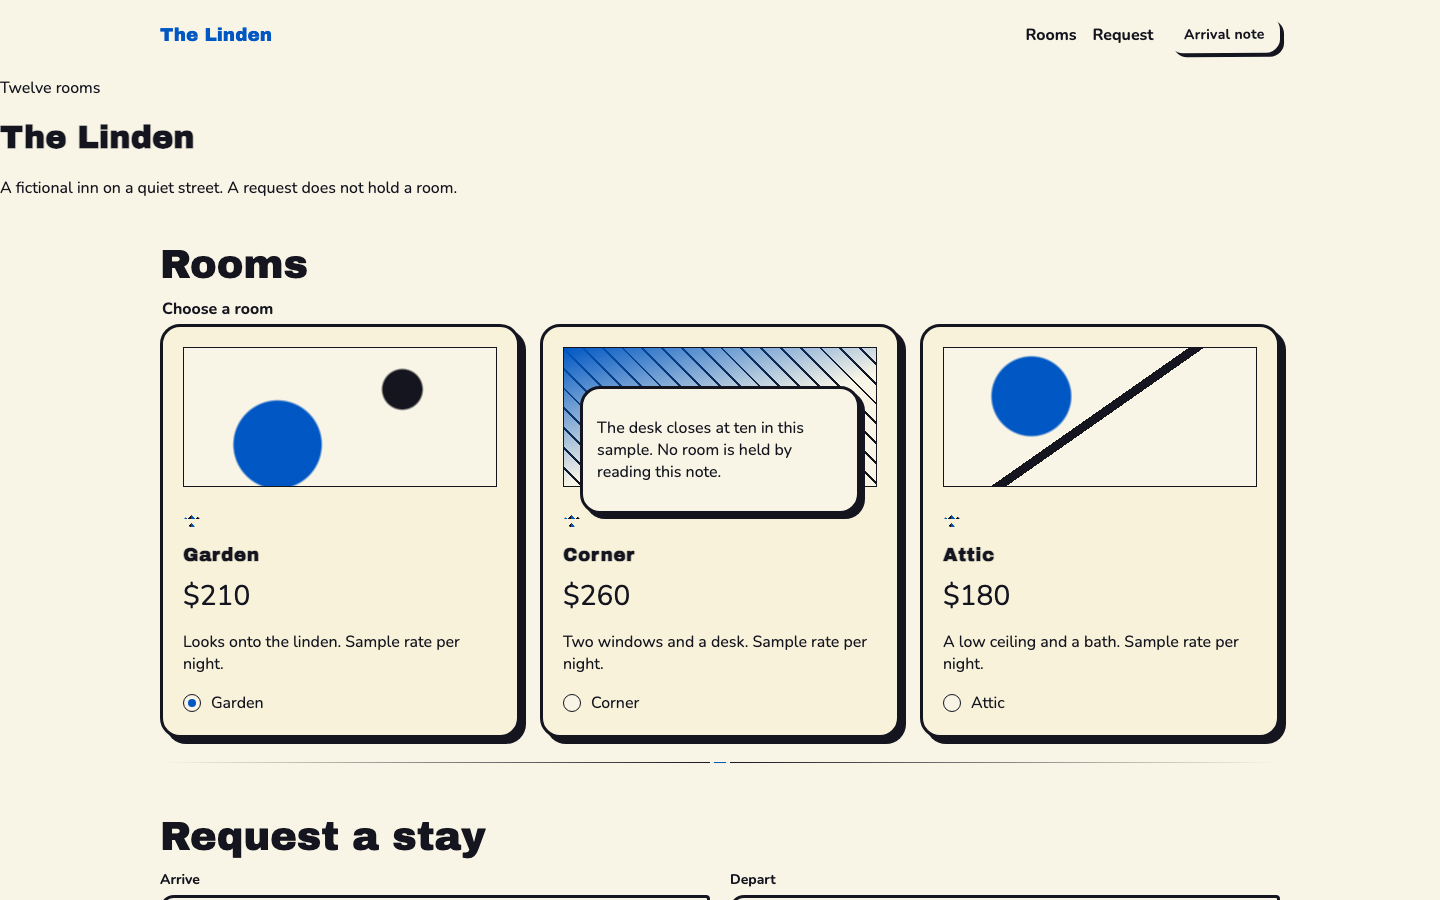 The Linden
Rooms
Request
Arrival note
Twelve rooms
The Linden
A fictional inn on a quiet street. A request does not hold a room.
Rooms
Choose a room
The desk closes at ten in this
sample. No room is held by
reading this note.
Garden
$210
Looks onto the linden. Sample rate per
night.
Garden
Corner
$260
Two windows and a desk. Sample rate per
night.
Corner
Attic
$180
A low ceiling and a bath. Sample rate per
night.
Attic
Request a stay
Arrive
Depart